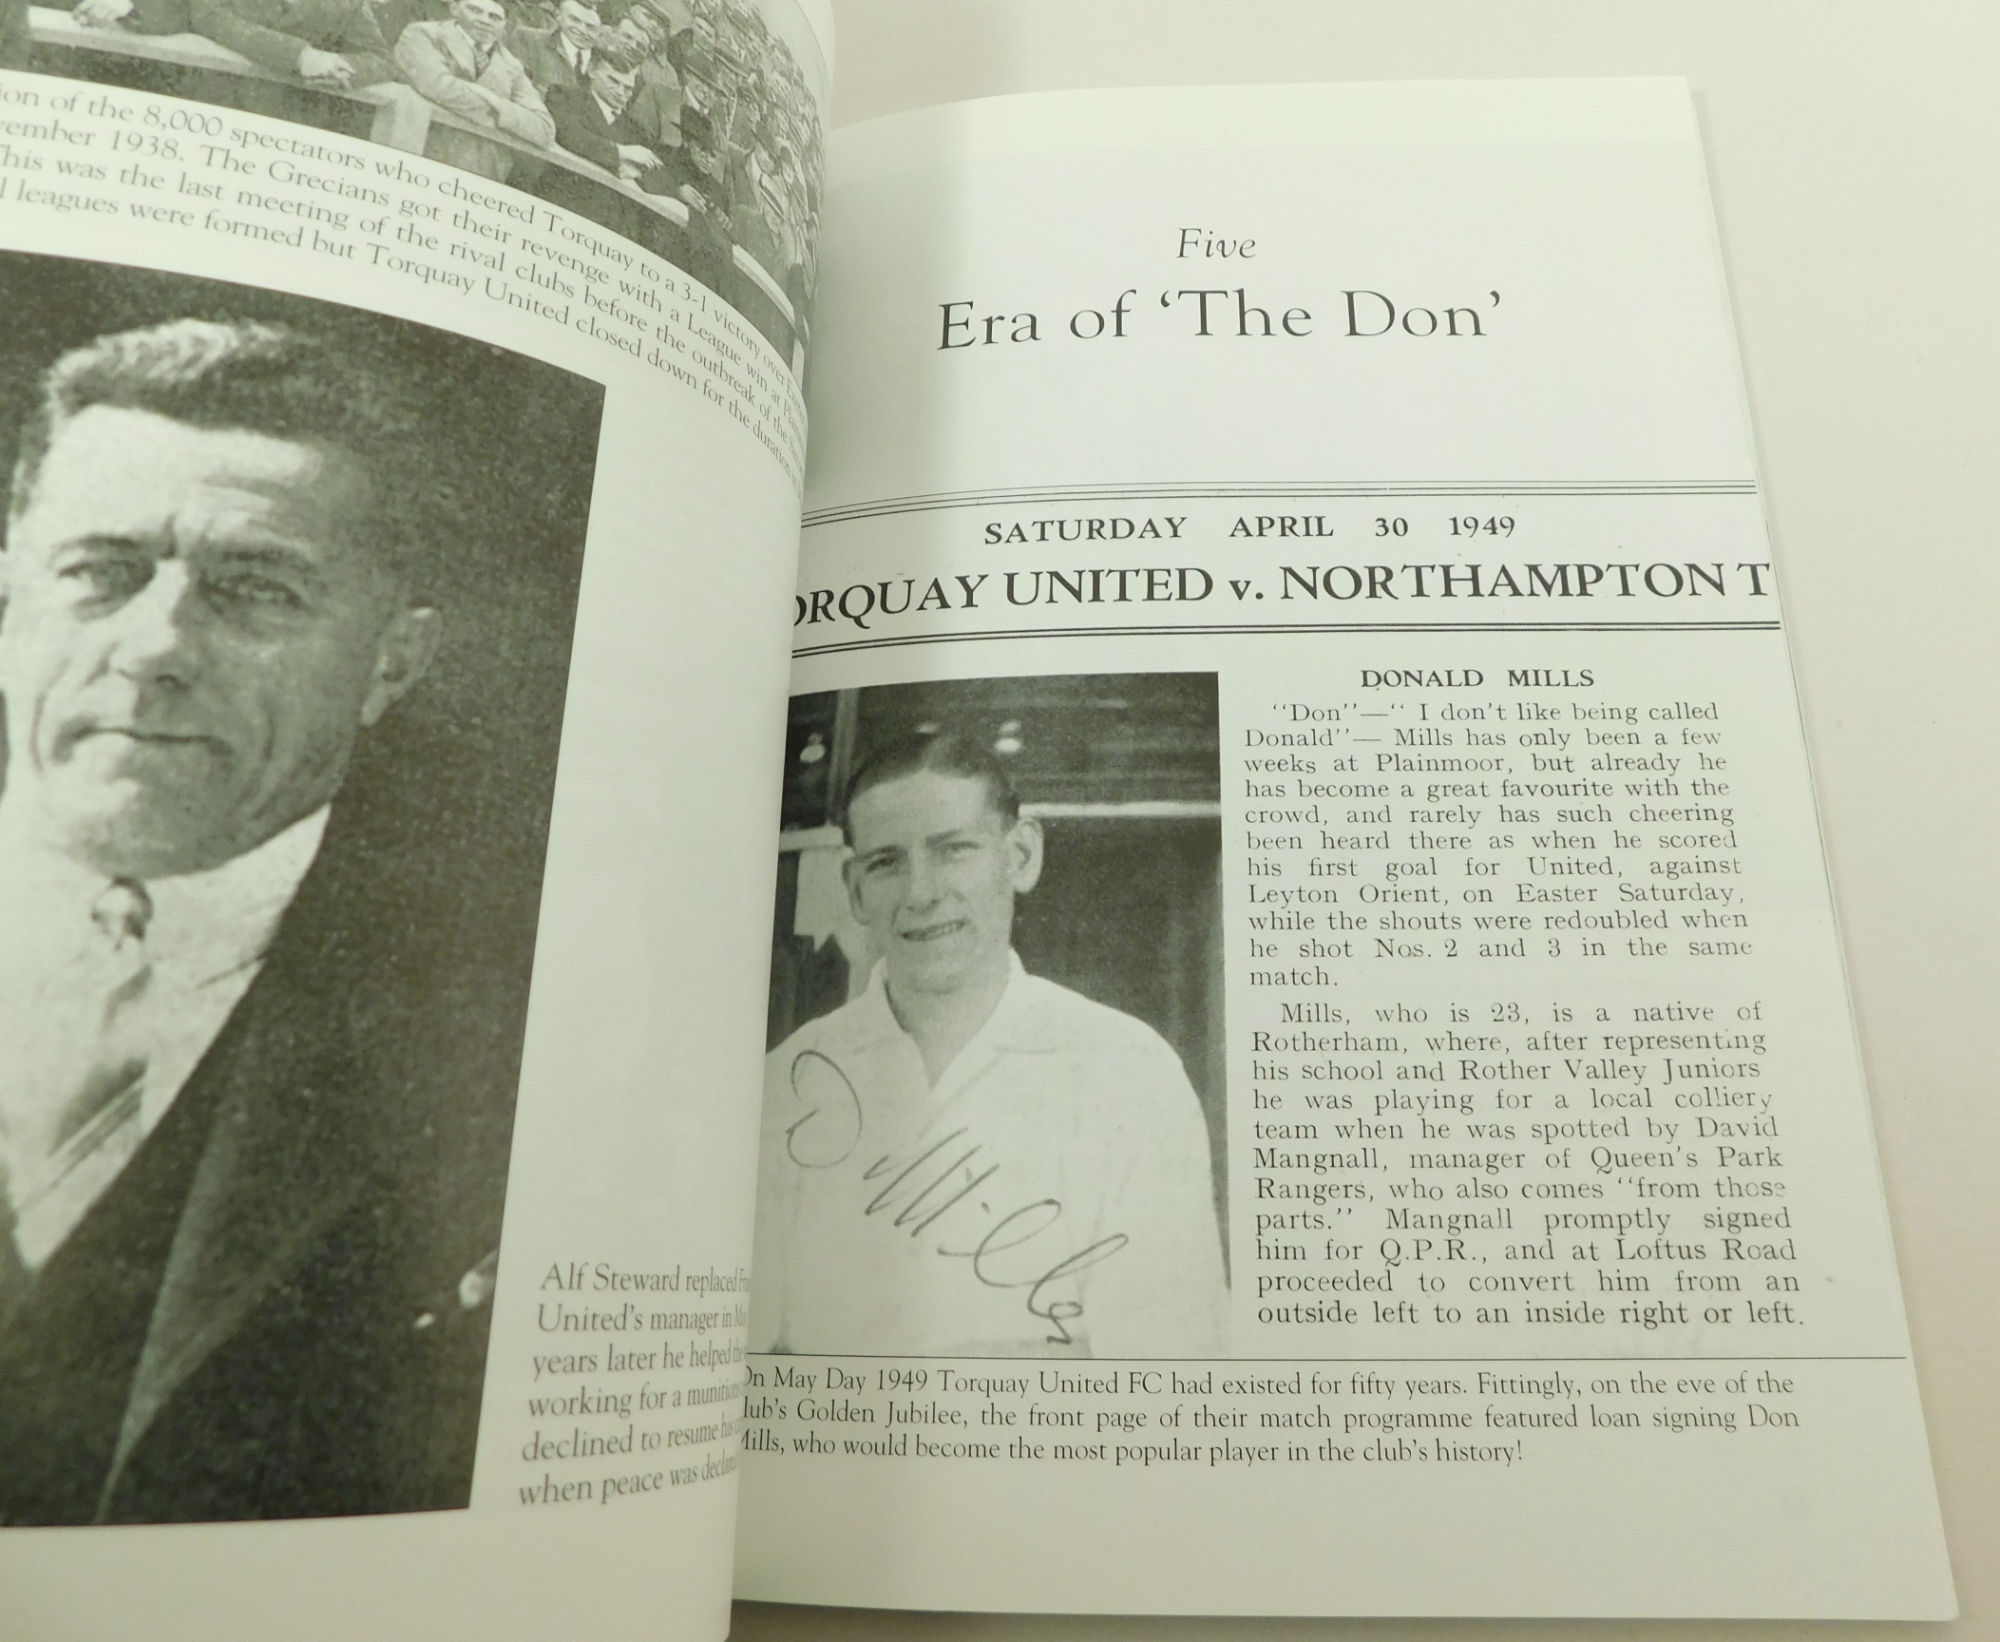 of the 8,000 spectators who cheered Torquay to a 3-1 victory over
1938. The Grecians got their revenge with a League win at
This was the last meeting of the rival clubs before the outbreak of the
leagues were formed but Torquay United closed down for the duration
Alf Steward replaced
United's manager in
years later he helped
working for a
declined to resume his
when peace was
Five
Era of 'The Don'
SATURDAY APRIL 30 1949
UNITED v. NORTHAMPTON T
DONALD MILLS
"Don"—" I don't like being called
Donald"— Mills has only been a few
weeks at Plainmoor, but already he
has become a great favourite with the
crowd, and rarely has such cheering
been heard there as when he scored
his first goal for United, against
Leyton Orient, on Easter Saturday,
while the shouts were redoubled when
he shot Nos. 2 and 3 in the same
match.
Mills, who is 23, is a native of
Rotherham, where, after representing
his school and Rother Valley Juniors
he was playing for a local colliery
team when he was spotted by David
Mangnall, manager of Queen's Park
Rangers, who also comes "from those
parts." Mangnall promptly signed
him for Q.P.R., and at Loftus Road
proceeded to convert him from an
outside left to an inside right or left.
D Mills
On May Day 1949 Torquay United FC had existed for fifty years. Fittingly, on the eve of the
Golden Jubilee, the front page of their match programme featured loan signing Don
Mills, who would become the most popular player in the club's history!